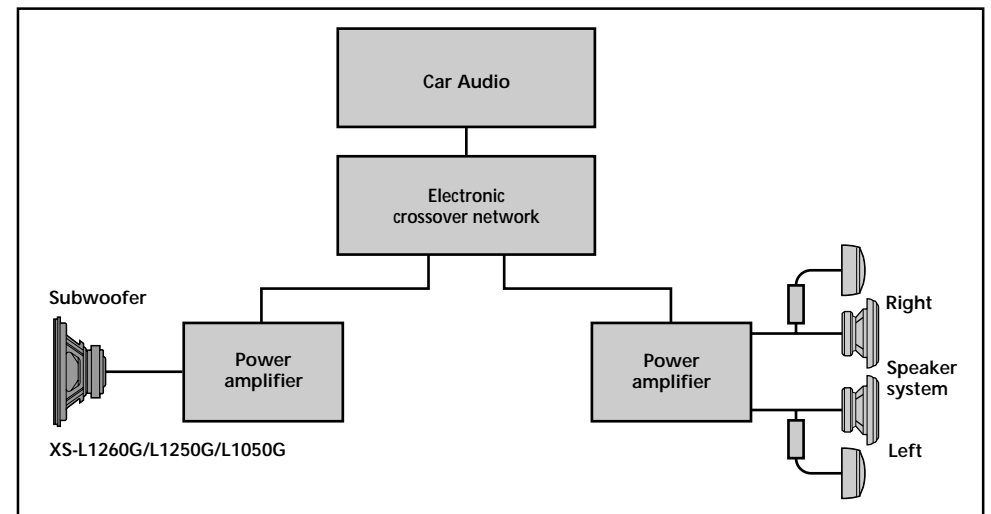 Car Audio
Electronic
crossover network
Subwoofer
Right
Power
amplifier
Power
amplifier
Speaker
system
XS-L1260G/L1250G/L1050G
Left